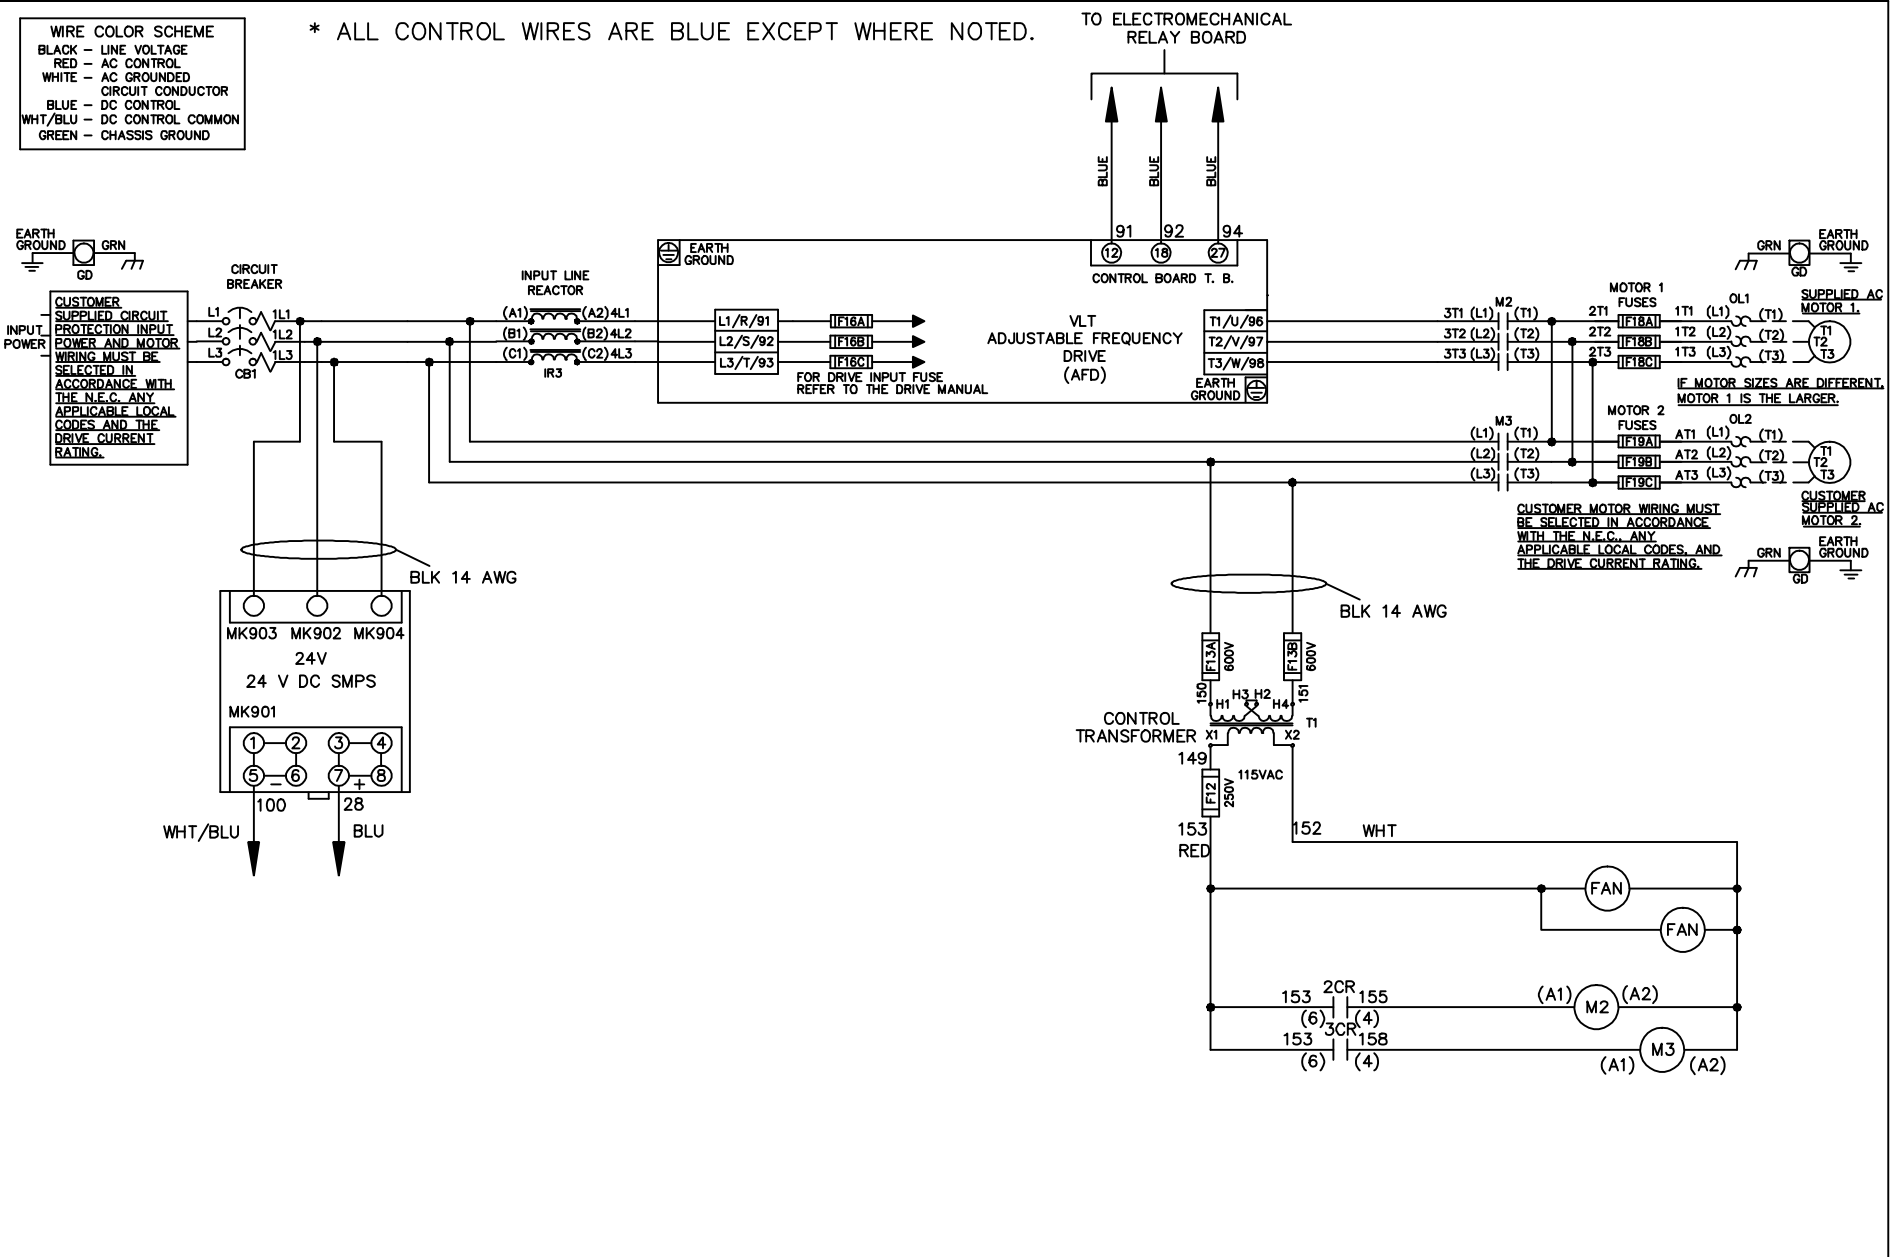 WIRE COLOR SCHEME
BLACK – LINE VOLTAGE
RED – AC CONTROL
WHITE – AC GROUNDED
CIRCUIT CONDUCTOR
BLUE – DC CONTROL
WHT/BLU – DC CONTROL COMMON
GREEN – CHASSIS GROUND
* ALL CONTROL WIRES ARE BLUE EXCEPT WHERE NOTED.
TO ELECTROMECHANICAL
RELAY BOARD
BLUE
BLUE
BLUE
91 92 94
12 18 27
CONTROL BOARD T. B.
EARTH
GROUND
GRN
GD
CIRCUIT
BREAKER
INPUT
POWER
CUSTOMER
SUPPLIED CIRCUIT
PROTECTION INPUT
POWER AND MOTOR
WIRING MUST BE
SELECTED IN
ACCORDANCE WITH
THE N.E.C. ANY
APPLICABLE LOCAL
CODES AND THE
DRIVE CURRENT
RATING.
L1 1L1
L2 1L2
L3 1L3
CB1
INPUT LINE
REACTOR
(A1) (A2) 4L1
(B1) (B2) 4L2
(C1) (C2) 4L3
IR3
EARTH
GROUND
L1/R/91 F16A
L2/S/92 F16B
L3/T/93 F16C
FOR DRIVE INPUT FUSE
REFER TO THE DRIVE MANUAL
VLT
ADJUSTABLE FREQUENCY
DRIVE
(AFD)
T1/U/96
T2/V/97
T3/W/98
EARTH
GROUND
M2
3T1 (L1) (T1)
3T2 (L2) (T2)
3T3 (L3) (T3)
MOTOR 1
FUSES
2T1 F18A 1T1 (L1) (T1)
2T2 F18B 1T2 (L2) (T2)
2T3 F18C 1T3 (L3) (T3)
OL1
GRN
GD
EARTH
GROUND
SUPPLIED AC
MOTOR 1.
T1
T2
T3
IF MOTOR SIZES ARE DIFFERENT.
MOTOR 1 IS THE LARGER.
M3
(L1) (T1)
(L2) (T2)
(L3) (T3)
MOTOR 2
FUSES
OL2
F19A AT1 (L1) (T1)
F19B AT2 (L2) (T2)
F19C AT3 (L3) (T3)
T1
T2
T3
CUSTOMER
SUPPLIED AC
MOTOR 2.
CUSTOMER MOTOR WIRING MUST
BE SELECTED IN ACCORDANCE
WITH THE N.E.C., ANY
APPLICABLE LOCAL CODES, AND
THE DRIVE CURRENT RATING.
GRN
GD
EARTH
GROUND
BLK 14 AWG
MK903 MK902 MK904
24V
24 V DC SMPS
MK901
1 2 3 4
5 – 6 7 + 8
100 28
WHT/BLU BLU
BLK 14 AWG
F13A 600V F13B 600V
150 151
H1 H3 H2 H4
T1
CONTROL
TRANSFORMER
X1 X2
149
115VAC
F12 250V
153
RED
152 WHT
FAN
FAN
153 2CR 155
(6) (4)
(A1) M2 (A2)
153 3CR 158
(6) (4)
(A1) M3 (A2)